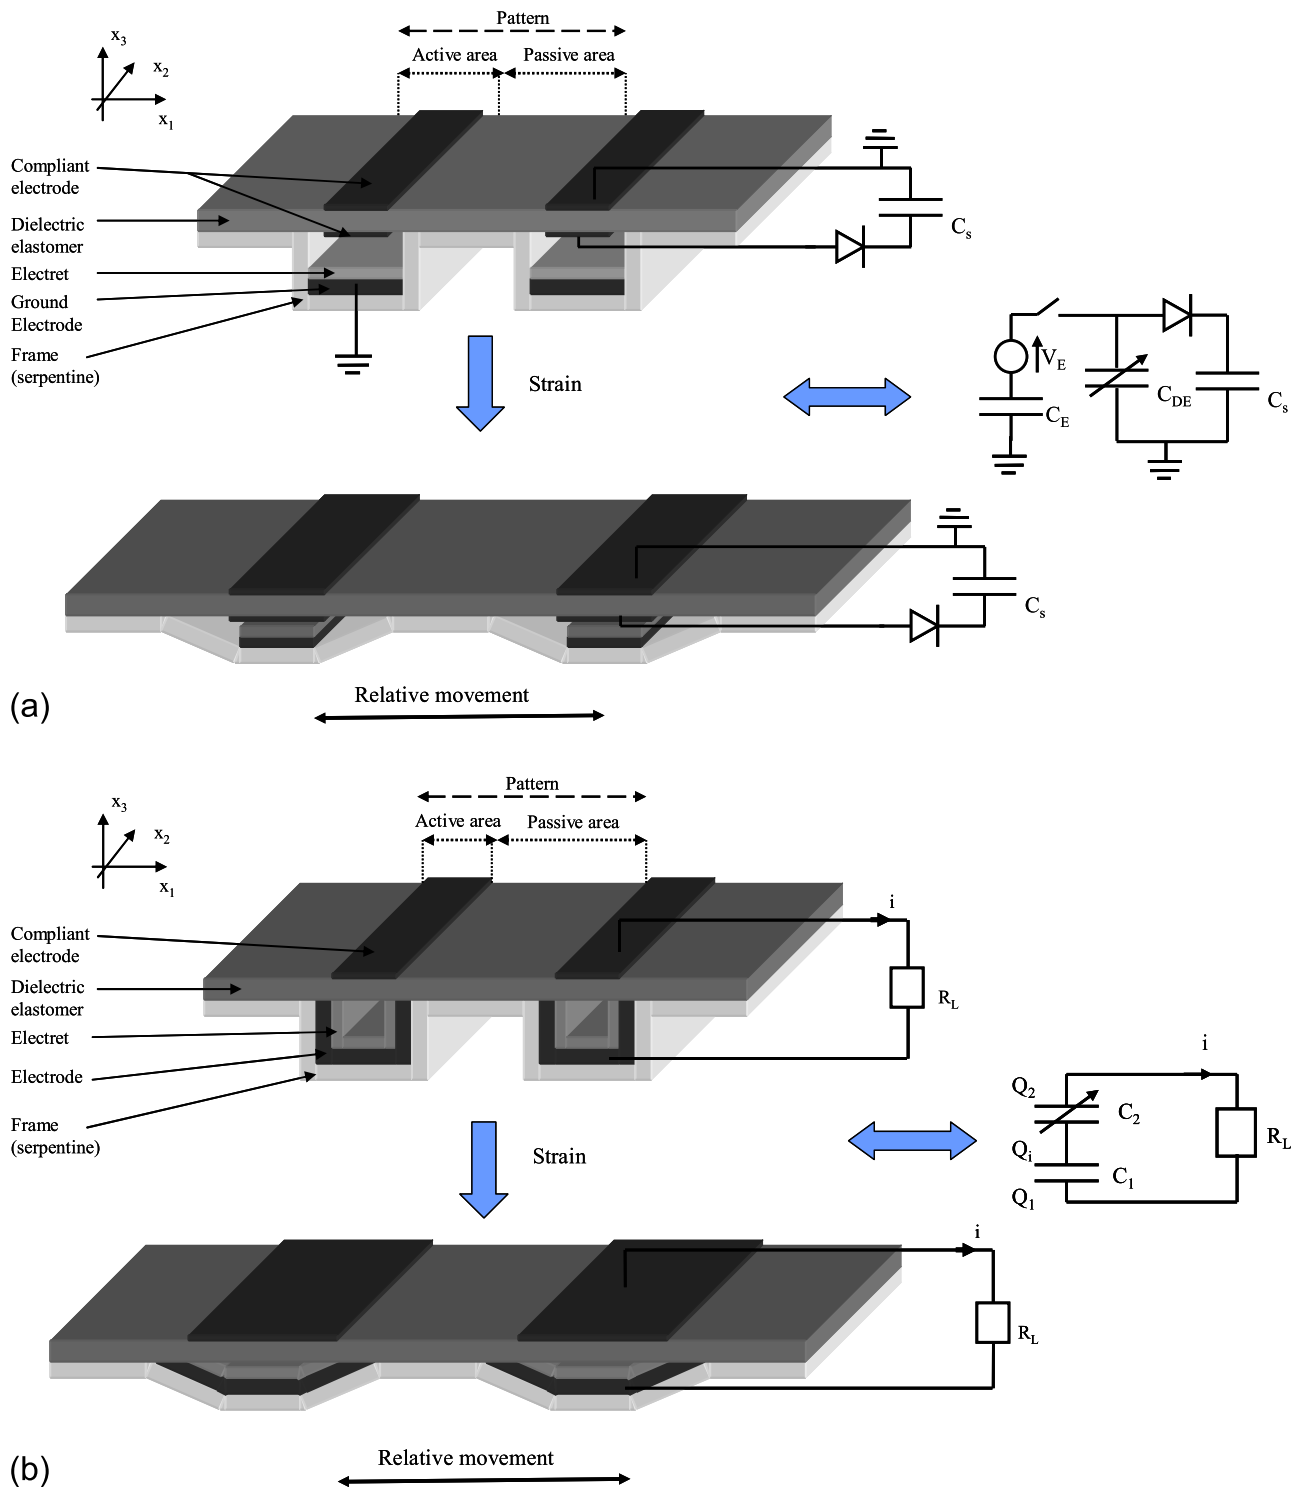 Pattern
Active area
Passive area
x3
x2
x1
Compliant
electrode
Dielectric
elastomer
Electret
Ground
Electrode
Frame
(serpentine)
Cs
Strain
VE
CE
CDE
Cs
Cs
(a)
Relative movement
Pattern
Active area
Passive area
x3
x2
x1
Compliant
electrode
Dielectric
elastomer
Electret
Electrode
Frame
(serpentine)
i
RL
Strain
i
Q2
C2
Qi
C1
Q1
RL
i
RL
(b)
Relative movement